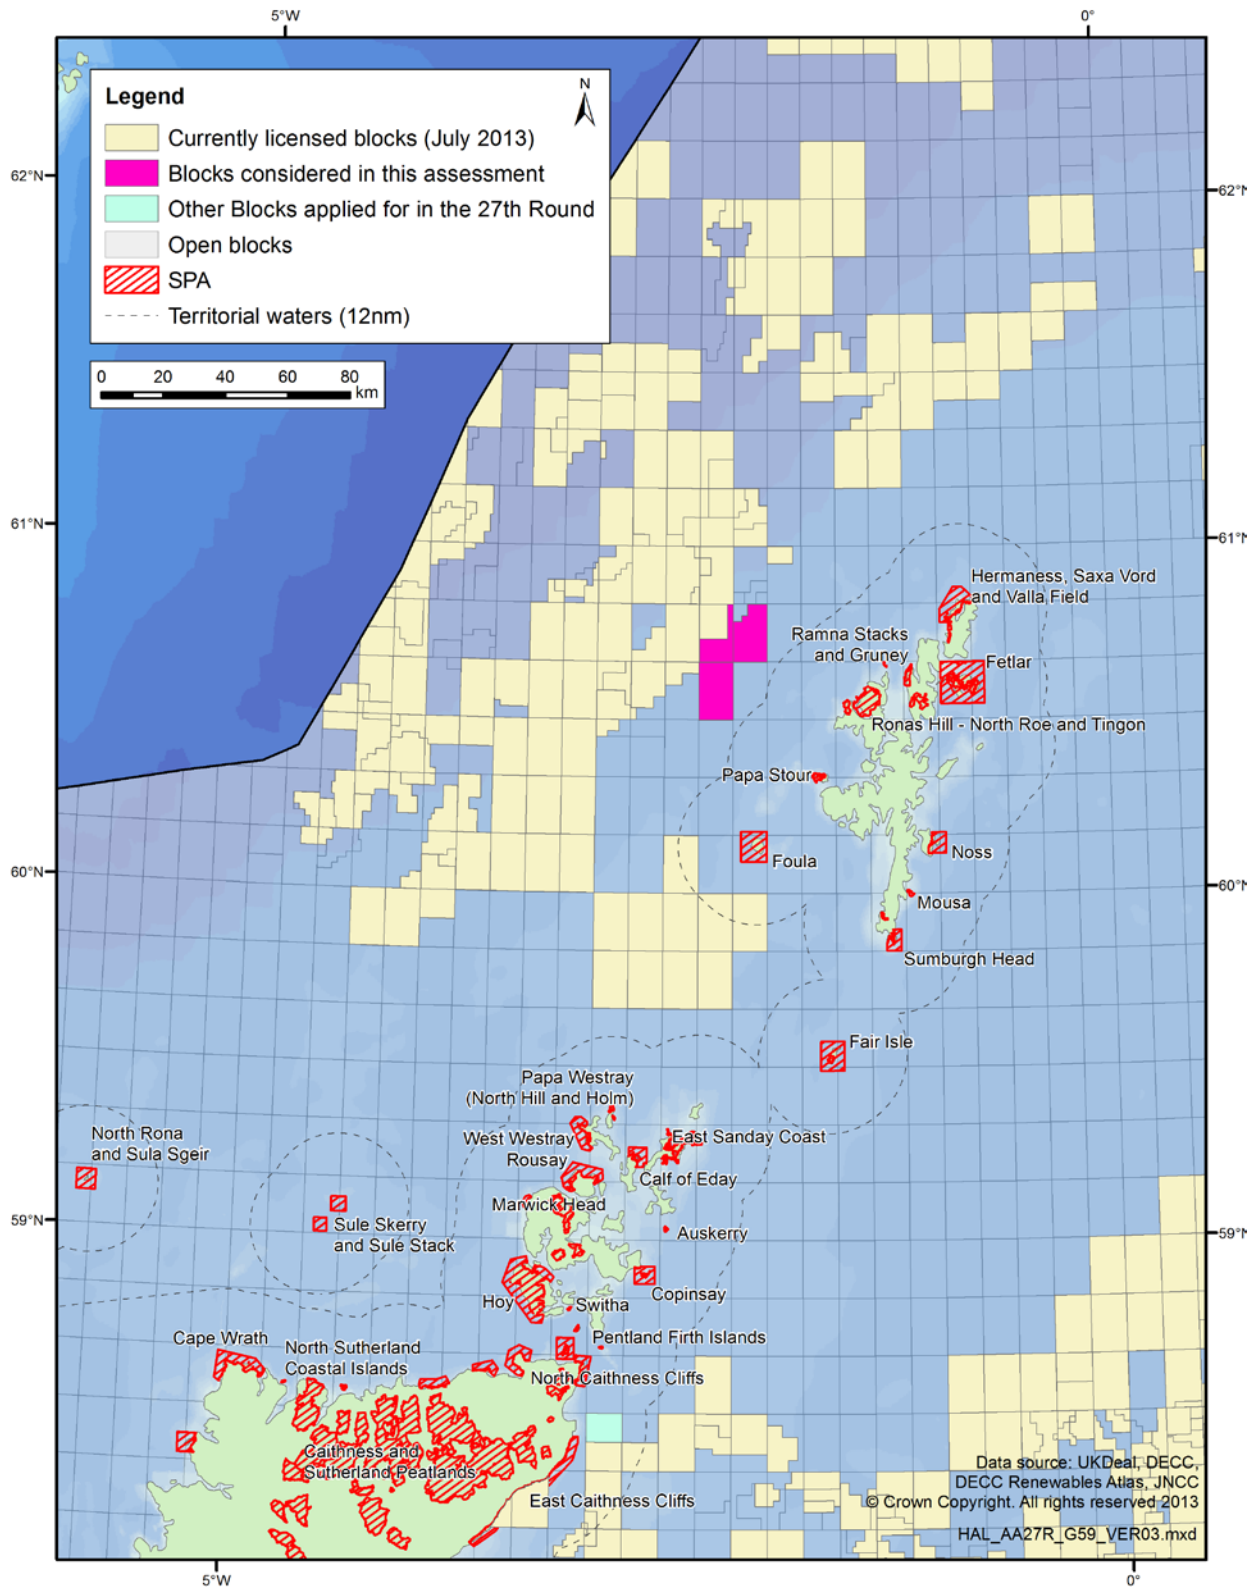 5°W
0°
Legend
N
Currently licensed blocks (July 2013)
Blocks considered in this assessment
Other Blocks applied for in the 27th Round
Open blocks
SPA
Territorial waters (12nm)
0 20 40 60 80
km
62°N
62°N
61°N
61°N
Hermaness, Saxa Vord
and Valla Field
Ramna Stacks
and Gruney
Fetlar
Ronas Hill - North Roe and Tingon
Papa Stour
Foula
Noss
60°N
60°N
Mousa
Sumburgh Head
Fair Isle
Papa Westray
(North Hill and Holm)
North Rona
and Sula Sgeir
West Westray
East Sanday Coast
Rousay
Calf of Eday
Marwick Head
59°N
59°N
Sule Skerry
and Sule Stack
Auskerry
Copinsay
Hoy
Switha
Cape Wrath
Pentland Firth Islands
North Sutherland
Coastal Islands
North Caithness Cliffs
Caithness and
Sutherland Peatlands
East Caithness Cliffs
Data source: UKDeal, DECC,
DECC Renewables Atlas, JNCC
© Crown Copyright. All rights reserved 2013
HAL_AA27R_G59_VER03.mxd
5°W
0°